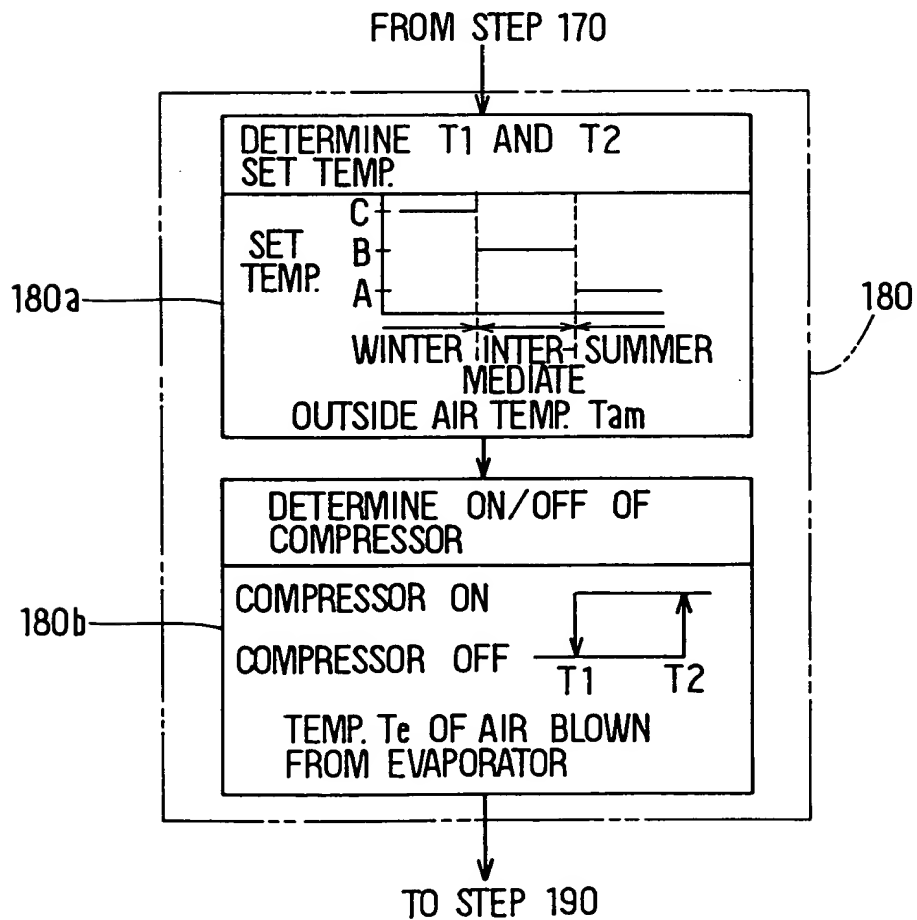 FROM STEP 170
DETERMINE T1 AND T2
SET TEMP.
C
SET
TEMP.
B
A
180a
180
WINTER INTER- SUMMER
MEDIATE
OUTSIDE AIR TEMP. Tam
DETERMINE ON/OFF OF
COMPRESSOR
COMPRESSOR ON
180b
COMPRESSOR OFF
T1 T2
TEMP. Te OF AIR BLOWN
FROM EVAPORATOR
TO STEP 190